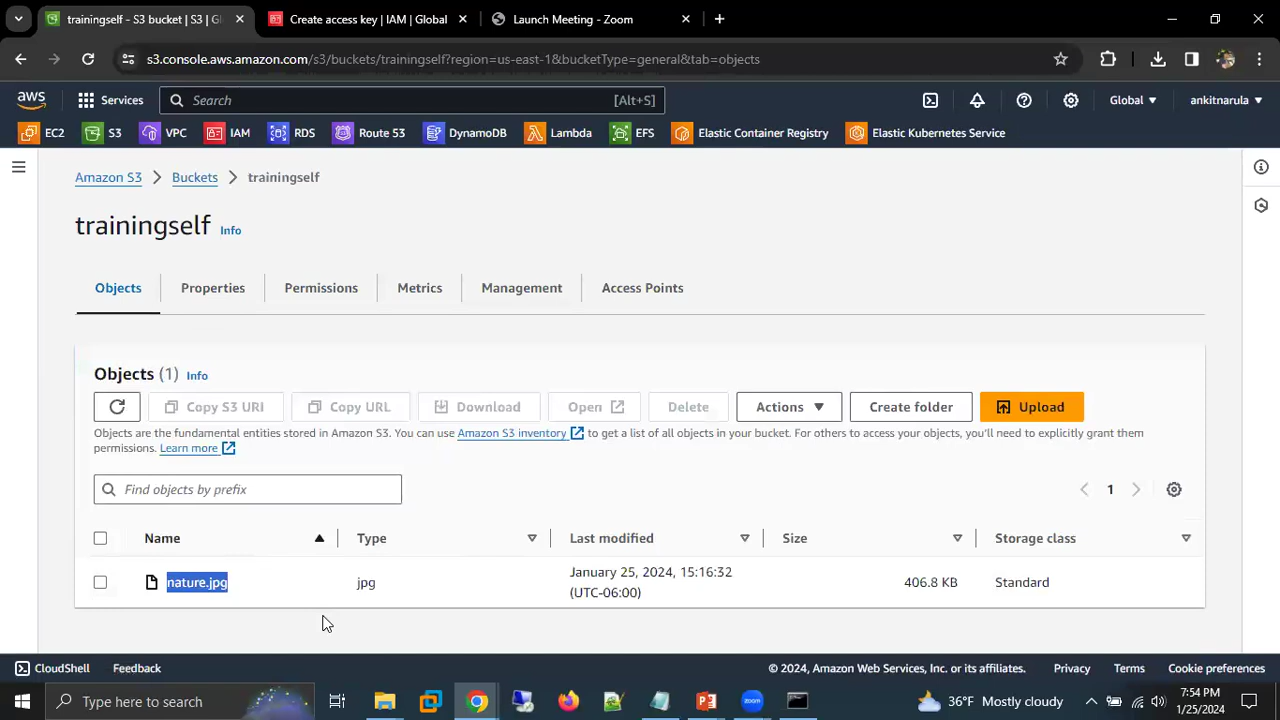 trainingself - S3 bucket | S3 | G
Create access key | IAM | Global
Launch Meeting - Zoom
s3.console.aws.amazon.com/s3/buckets/trainingself?region=us-east-1&bucketType=general&tab=objects
aws
Services
Search
[Alt+S]
Global
ankitnarula
EC2
S3
VPC
IAM
RDS
Route 53
DynamoDB
Lambda
EFS
Elastic Container Registry
Elastic Kubernetes Service
Amazon S3
Buckets
trainingself
trainingself
Info
Objects
Properties
Permissions
Metrics
Management
Access Points
Objects (1)
Info
Copy S3 URI
Copy URL
Download
Open
Delete
Actions
Create folder
Upload
Objects are the fundamental entities stored in Amazon S3. You can use Amazon S3 inventory to get a list of all objects in your bucket. For others to access your objects, you'll need to explicitly grant them
permissions. Learn more
Find objects by prefix
1
Name
Type
Last modified
Size
Storage class
nature.jpg
jpg
January 25, 2024, 15:16:32
(UTC-06:00)
406.8 KB
Standard
CloudShell
Feedback
© 2024, Amazon Web Services, Inc. or its affiliates.
Privacy
Terms
Cookie preferences
Type here to search
zoom
36°F Mostly cloudy
7:54 PM
1/25/2024